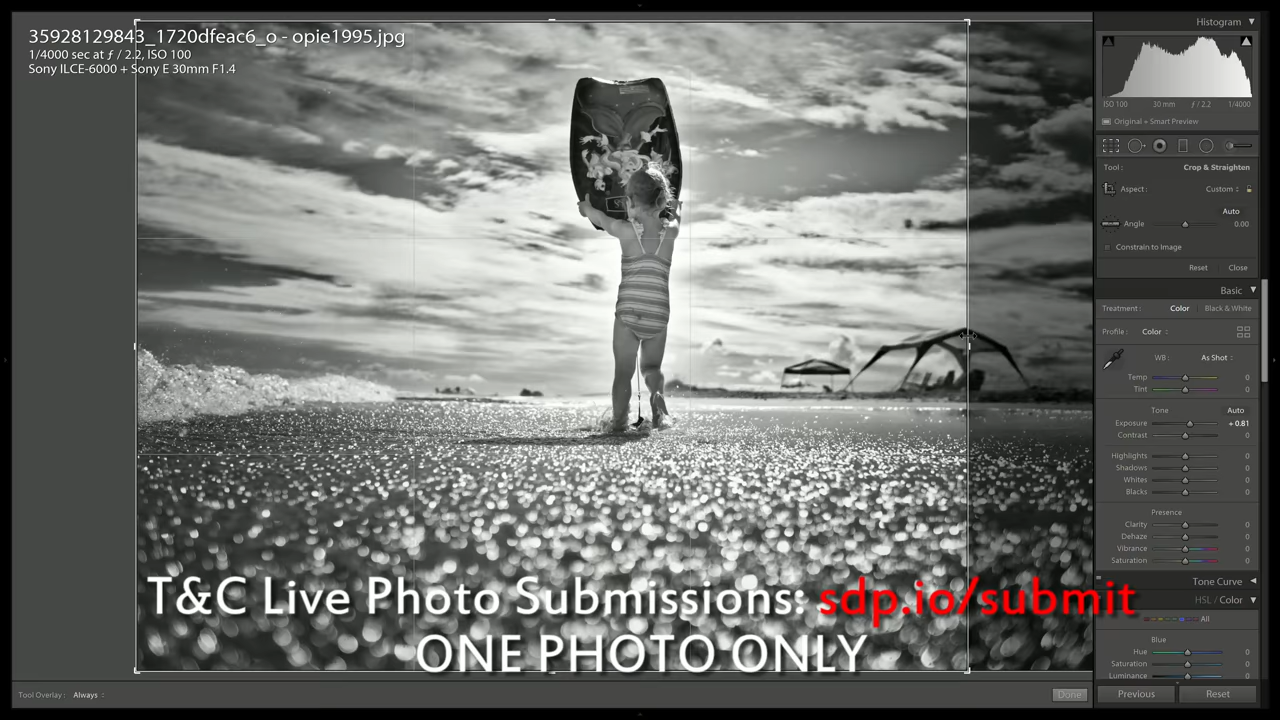 35928129843_1720dfeac6_o - opie1995.jpg
1/4000 sec at ƒ / 2.2, ISO 100
Sony ILCE-6000 + Sony E 30mm F1.4
Histogram
ISO 100 30 mm ƒ / 2.2 1/4000
Original + Smart Preview
Tool : Crop & Straighten
Aspect : Custom :
Auto
Angle 0.00
Constrain to Image
Reset Close
Basic
Treatment : Color Black & White
Profile : Color :
WB : As Shot :
Temp 0
Tint 0
Tone Auto
Exposure + 0.81
Contrast 0
Highlights 0
Shadows 0
Whites 0
Blacks 0
Presence
Clarity 0
Dehaze 0
Vibrance 0
Saturation 0
Tone Curve
HSL / Color
All
Blue
Hue 0
Saturation 0
Luminance 0
T&C Live Photo Submissions: sdp.io/submit
ONE PHOTO ONLY
Tool Overlay : Always :
Done
Previous Reset